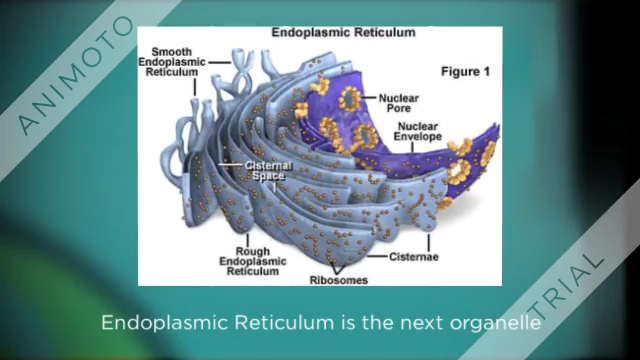 Endoplasmic Reticulum
Smooth
Endoplasmic
Reticulum
Figure 1
Nuclear
Pore
Nuclear
Envelope
Cisternal
Space
Rough
Endoplasmic
Reticulum
Ribosomes
Cisternae
ANIMOTO
TRIAL
Endoplasmic Reticulum is the next organelle